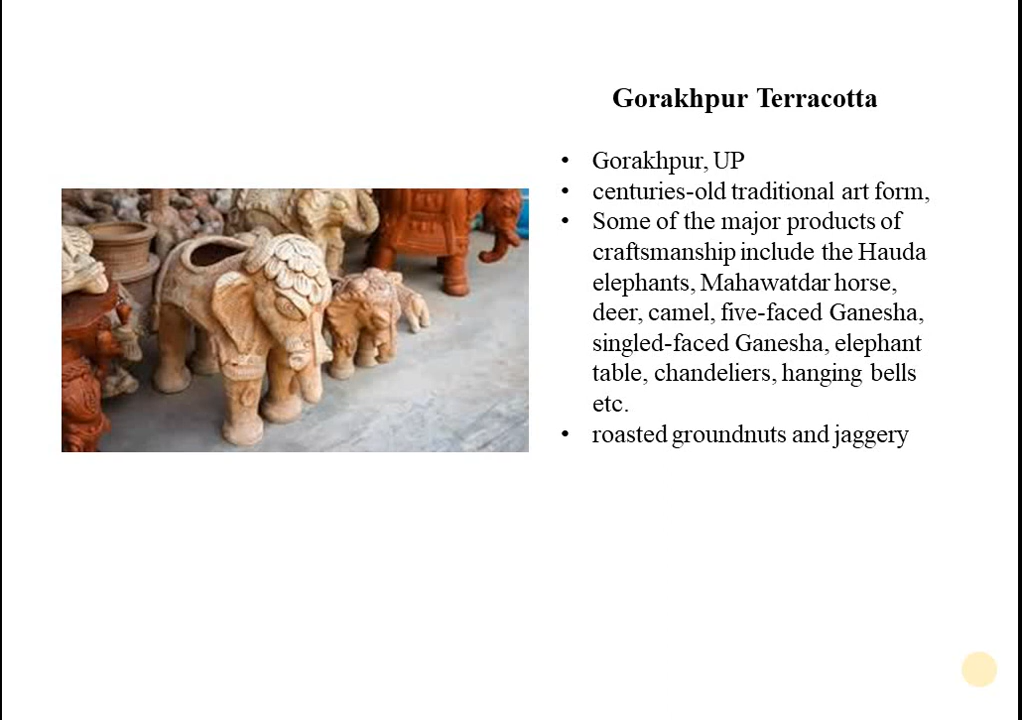 Gorakhpur Terracotta
• Gorakhpur, UP
• centuries-old traditional art form,
• Some of the major products of
craftsmanship include the Hauda
elephants, Mahawatdar horse,
deer, camel, five-faced Ganesha,
singled-faced Ganesha, elephant
table, chandeliers, hanging bells
etc.
• roasted groundnuts and jaggery